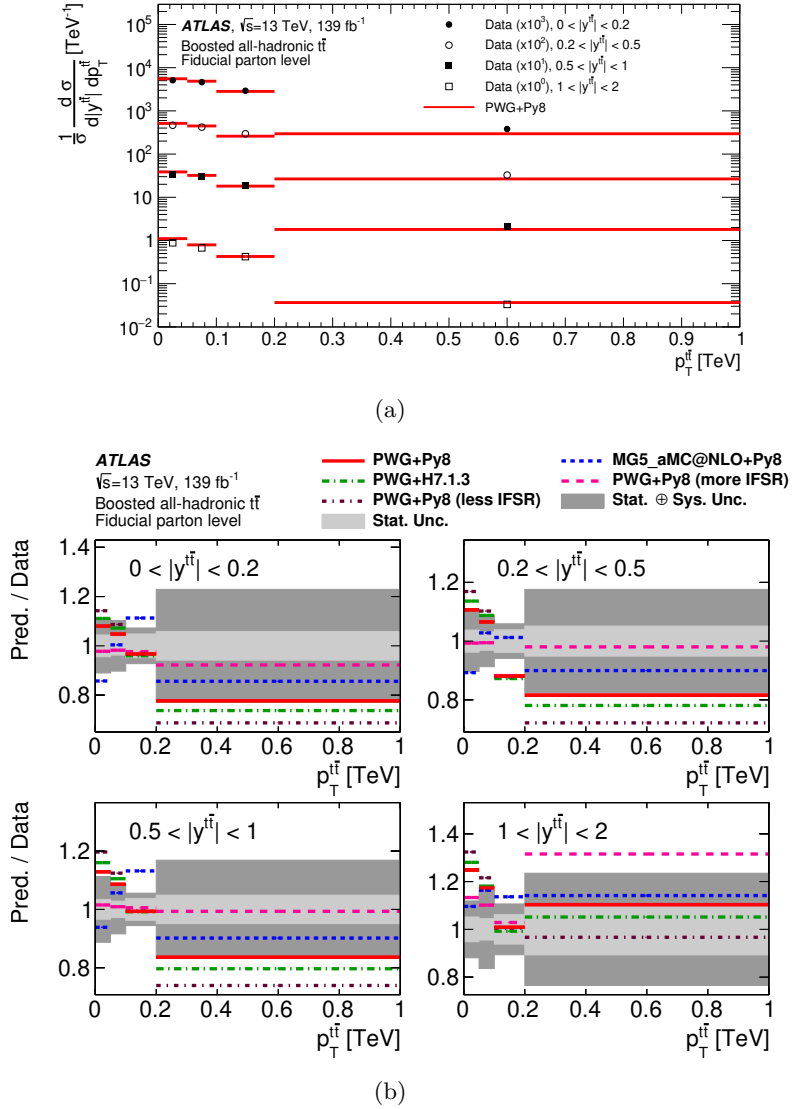 ATLAS, √s=13 TeV, 139 fb⁻¹
Boosted all-hadronic tt̄
Fiducial parton level
Data (x10³), 0 < |y^{tt̄}| < 0.2
Data (x10²), 0.2 < |y^{tt̄}| < 0.5
Data (x10¹), 0.5 < |y^{tt̄}| < 1
Data (x10⁰), 1 < |y^{tt̄}| < 2
PWG+Py8
1/σ d σ / d|y^{tt̄}| dp_T^{tt̄} [TeV⁻¹]
10⁵
10⁴
10³
10²
10
1
10⁻¹
10⁻²
0 0.1 0.2 0.3 0.4 0.5 0.6 0.7 0.8 0.9 1
p_T^{tt̄} [TeV]
(a)
ATLAS
√s=13 TeV, 139 fb⁻¹
Boosted all-hadronic tt̄
Fiducial parton level
PWG+Py8
PWG+H7.1.3
PWG+Py8 (less IFSR)
Stat. Unc.
MG5_aMC@NLO+Py8
PWG+Py8 (more IFSR)
Stat. ⊕ Sys. Unc.
Pred. / Data
0 < |y^{tt̄}| < 0.2
1.4
1.2
1
0.8
0 0.2 0.4 0.6 0.8 1
p_T^{tt̄} [TeV]
0.2 < |y^{tt̄}| < 0.5
1.2
1
0.8
0 0.2 0.4 0.6 0.8 1
p_T^{tt̄} [TeV]
Pred. / Data
0.5 < |y^{tt̄}| < 1
1.2
1
0.8
0 0.2 0.4 0.6 0.8 1
p_T^{tt̄} [TeV]
1 < |y^{tt̄}| < 2
1.4
1.2
1
0.8
0 0.2 0.4 0.6 0.8 1
p_T^{tt̄} [TeV]
(b)